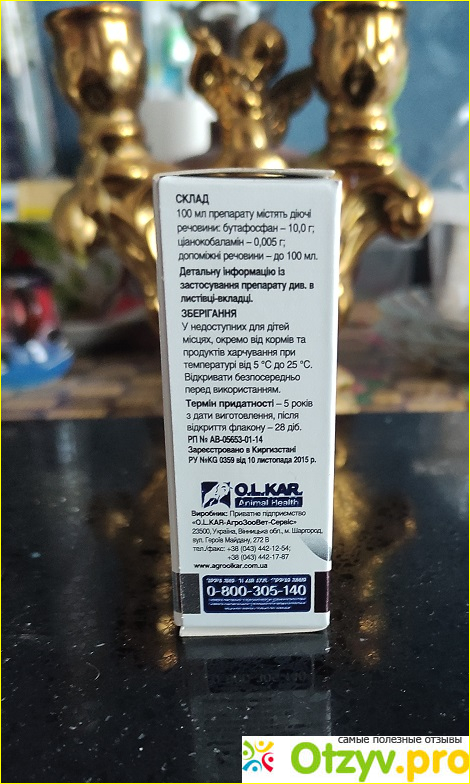 СКЛАД
100 мл препарату містять діючі
речовини: бутафосфан – 10,0 г;
ціанокобаламін – 0,005 г;
допоміжні речовини – до 100 мл.
Детальну інформацію із
застосування препарату див. в
листівці-вкладці.
ЗБЕРІГАННЯ
У недоступних для дітей
місцях, окремо від кормів та
продуктів харчування при
температурі від 5 °С до 25 °С.
Відкривати безпосередньо
перед використанням.
Термін придатності – 5 років
з дати виготовлення, після
відкриття флакону – 28 діб.
РП № АВ-05653-01-14
Зареєстровано в Киргизстані
РУ №KG 0359 від 10 листопада 2015 р.
O.L.KAR.
Animal Health
Виробник: Приватне підприємство
«O.L.KAR-АгроЗооВет-Сервіс»
23500, Україна, Вінницька обл., м. Шаргород,
вул. Героїв Майдану, 272 В
тел./факс: +38 (043) 442-12-54;
+38 (043) 442-17-87
www.agroolkar.com.ua
0-800-305-140
самые полезные отзывы
Otzyv.pro